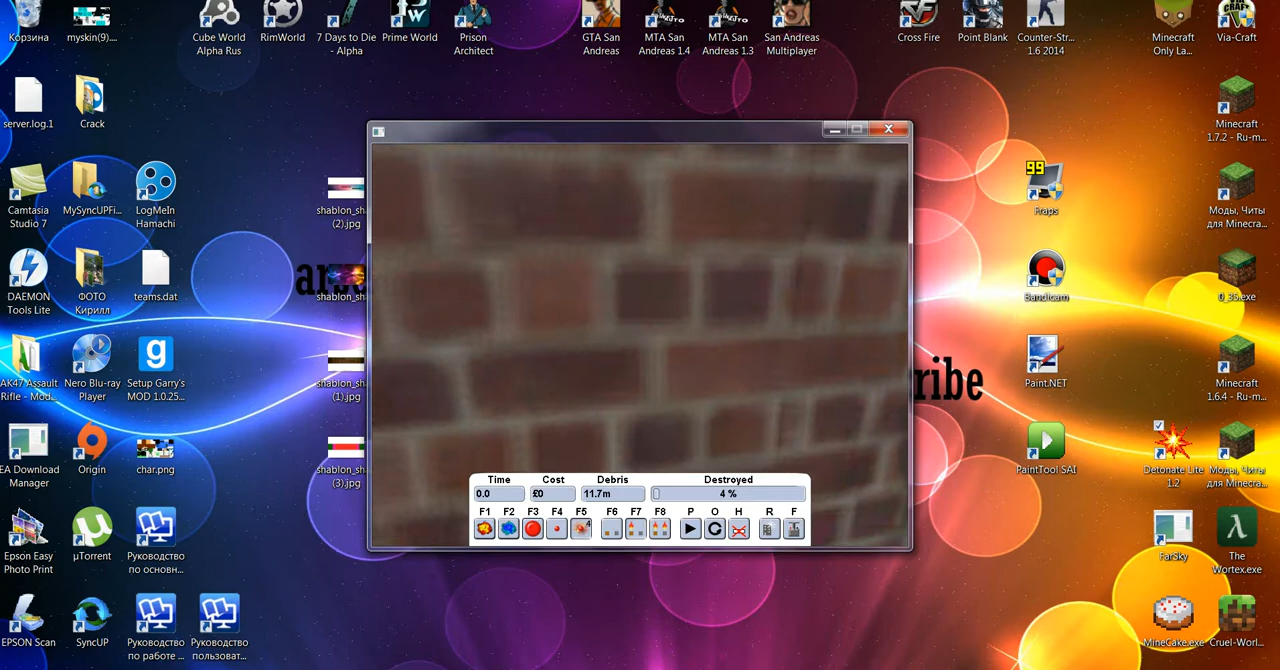 Корзина
myskin(9)....
Cube World
Alpha Rus
RimWorld
7 Days to Die
- Alpha
Prime World
Prison
Architect
GTA San
Andreas
MTA San
Andreas 1.4
MTA San
Andreas 1.3
San Andreas
Multiplayer
Cross Fire
Point Blank
Counter-Str...
1.6 2014
Minecraft
Only La...
Via-Craft
server.log.1
Crack
Minecraft
1.7.2 - Ru-m...
Camtasia
Studio 7
MySyncUPFi...
LogMeIn
Hamachi
shablon_sh
(2).jpg
99
Fraps
Моды, Читы
для Minecra...
DAEMON
Tools Lite
ФОТО
Кирилл
teams.dat
shablon_sh
Bandicam
0_35.exe
AK47 Assault
Rifle - Mod...
Nero Blu-ray
Player
g
Setup Garry's
MOD 1.0.25...
shablon_sh
(1).jpg
ribe
Paint.NET
Minecraft
1.6.4 - Ru-m...
EA Download
Manager
Origin
char.png
shablon_sh
(3).jpg
PaintTool SAI
Detonate Lite
1.2
Моды, Читы
для Minecra...
Time
Cost
Debris
Destroyed
0.0
£0
11.7m
4 %
F1 F2 F3 F4 F5 F6 F7 F8 P O H R F
4
Epson Easy
Photo Print
µTorrent
Руководство
по основн...
FarSky
The
Wortex.exe
EPSON Scan
SyncUP
Руководство
по работе ...
Руководство
пользоват...
MineCake.exe
Cruel-Worl...